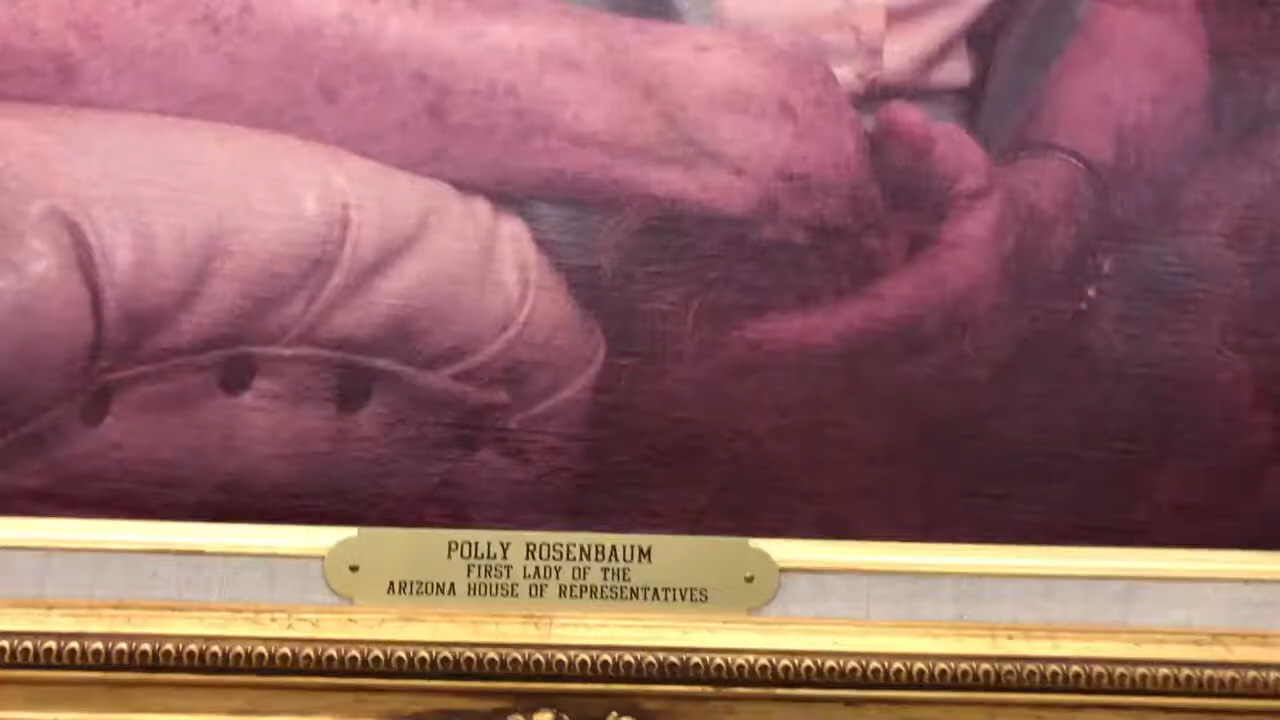 POLLY ROSENBAUM
FIRST LADY OF THE
ARIZONA HOUSE OF REPRESENTATIVES